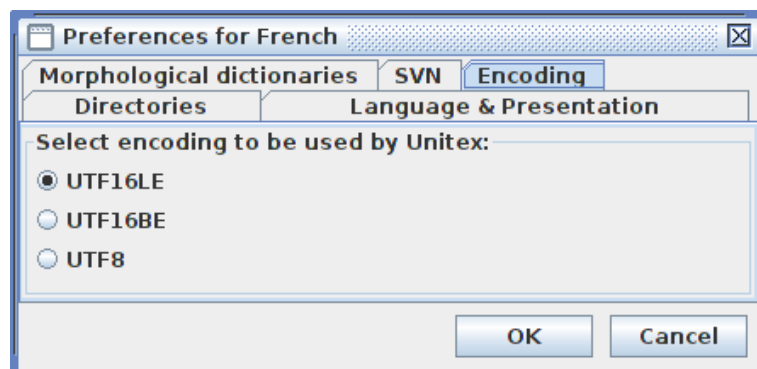 Preferences for French
Morphological dictionaries SVN Encoding
Directories Language & Presentation
Select encoding to be used by Unitex:
UTF16LE
UTF16BE
UTF8
OK Cancel